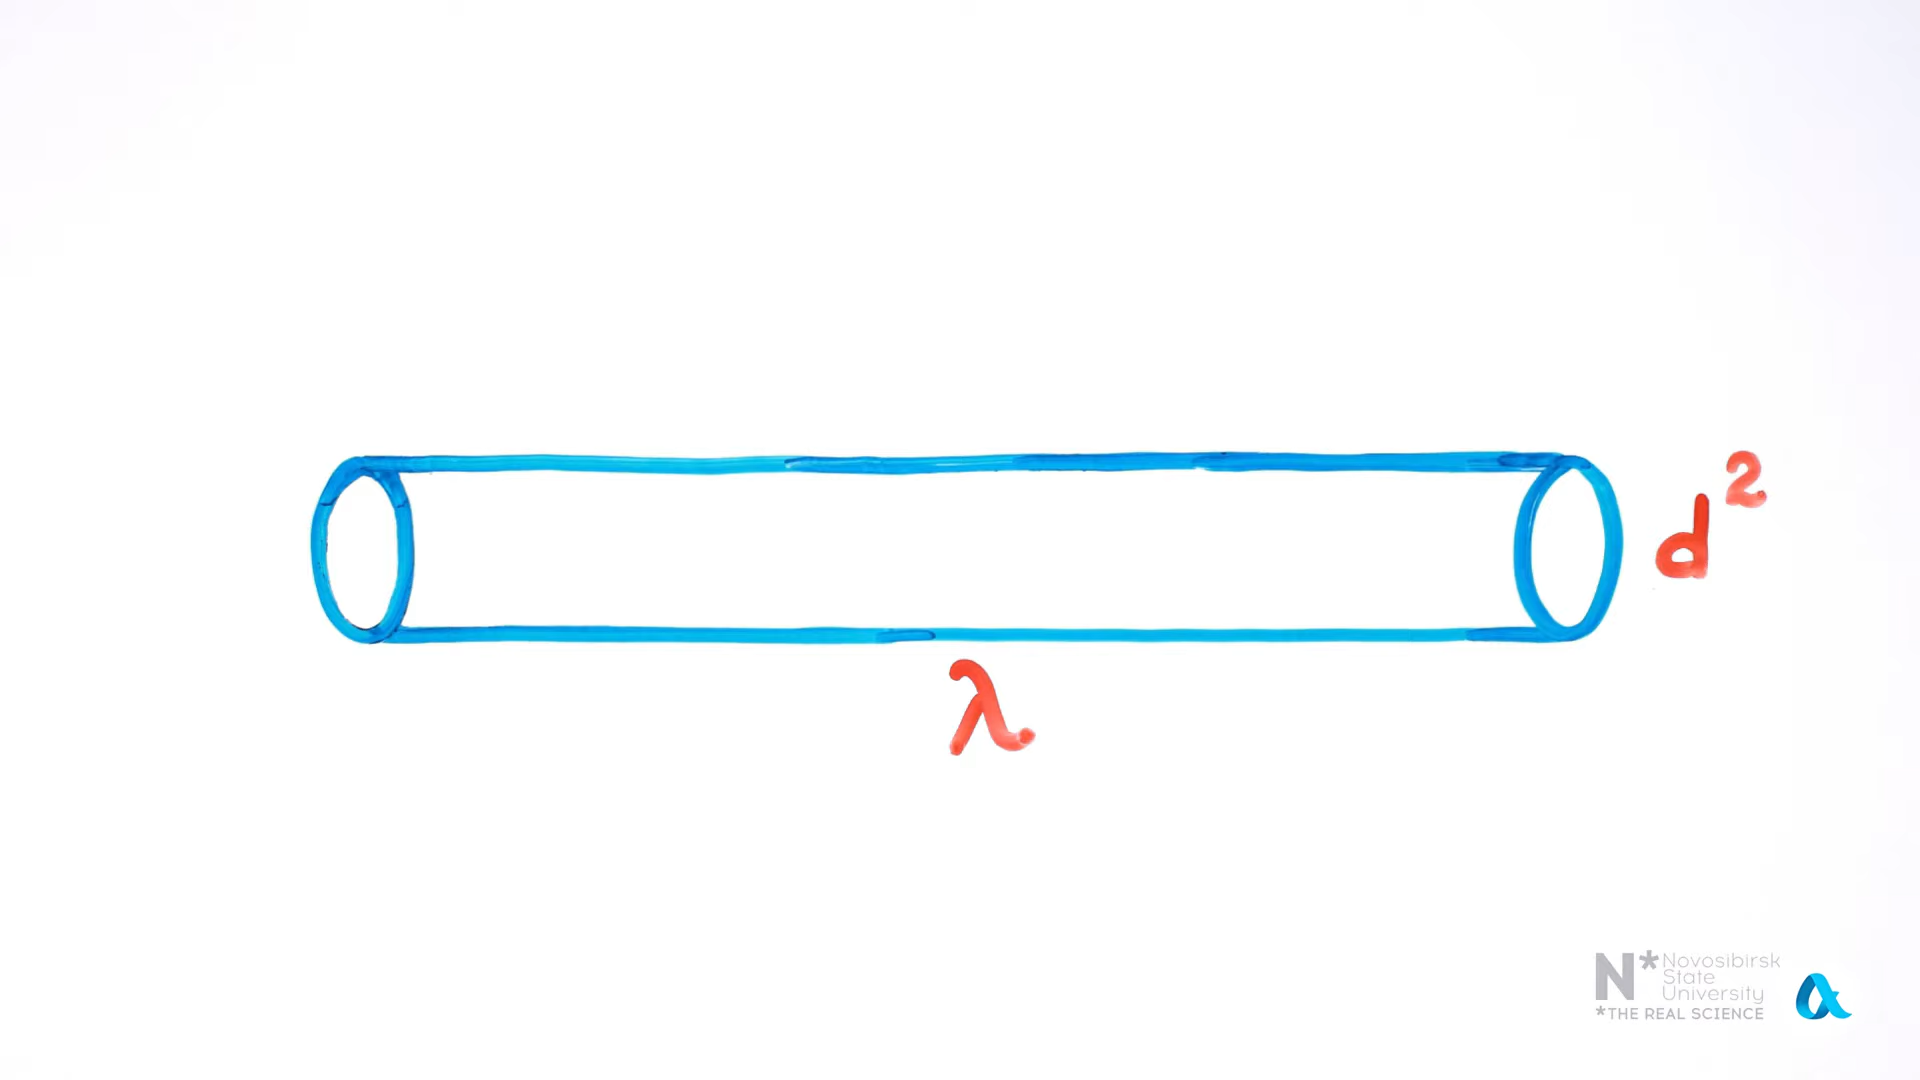 d²
λ
N* Novosibirsk
State
University
*THE REAL SCIENCE